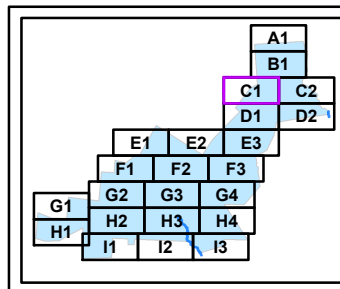 A1
B1
C1 C2
D1 D2
E1 E2 E3
F1 F2 F3
G1 G2 G3 G4
H1 H2 H3 H4
I1 I2 I3